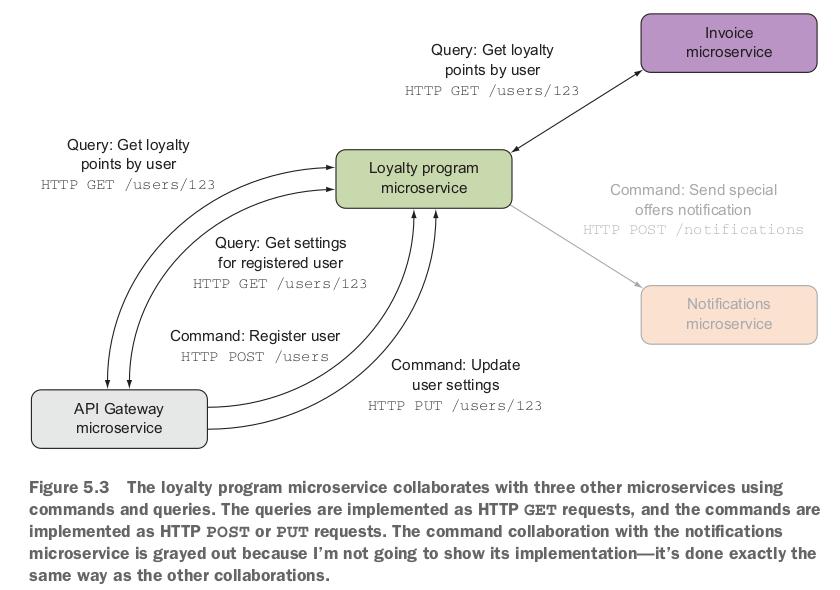 Invoice
microservice
Query: Get loyalty
points by user
HTTP GET /users/123
Query: Get loyalty
points by user
HTTP GET /users/123
Loyalty program
microservice
Command: Send special
offers notification
HTTP POST /notifications
Query: Get settings
for registered user
HTTP GET /users/123
Notifications
microservice
Command: Register user
HTTP POST /users
Command: Update
user settings
HTTP PUT /users/123
API Gateway
microservice
Figure 5.3 The loyalty program microservice collaborates with three other microservices using
commands and queries. The queries are implemented as HTTP GET requests, and the commands are
implemented as HTTP POST or PUT requests. The command collaboration with the notifications
microservice is grayed out because I’m not going to show its implementation—it’s done exactly the
same way as the other collaborations.